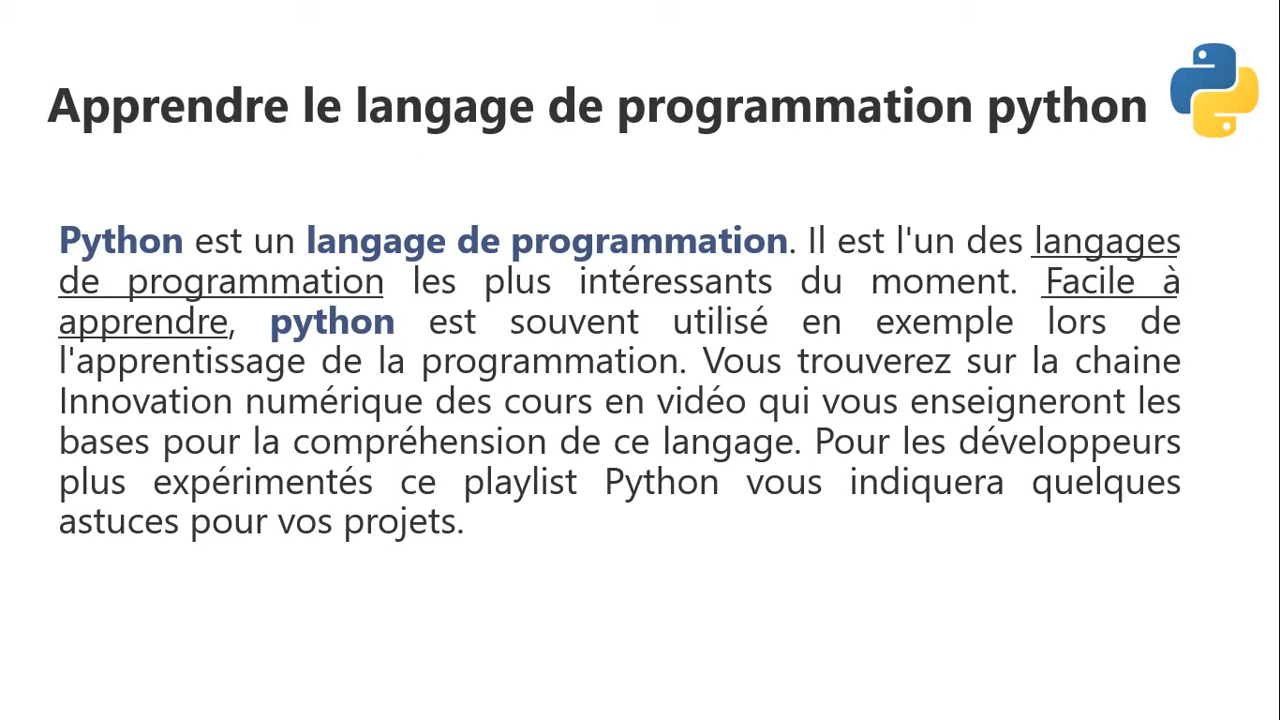 Apprendre le langage de programmation python
Python est un langage de programmation. Il est l'un des langages
de programmation les plus intéressants du moment. Facile à
apprendre, python est souvent utilisé en exemple lors de
l'apprentissage de la programmation. Vous trouverez sur la chaine
Innovation numérique des cours en vidéo qui vous enseigneront les
bases pour la compréhension de ce langage. Pour les développeurs
plus expérimentés ce playlist Python vous indiquera quelques
astuces pour vos projets.